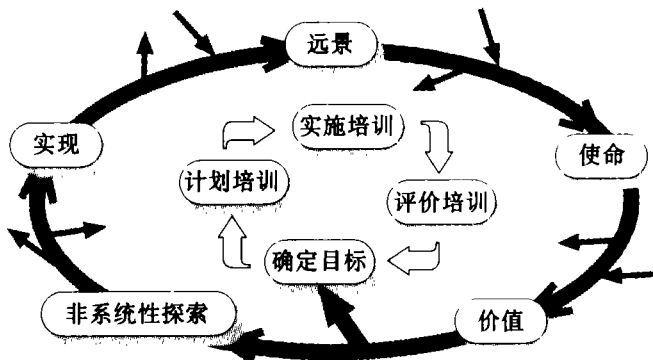 远景
实施培训
实现
使命
计划培训
评价培训
确定目标
非系统性探索
价值